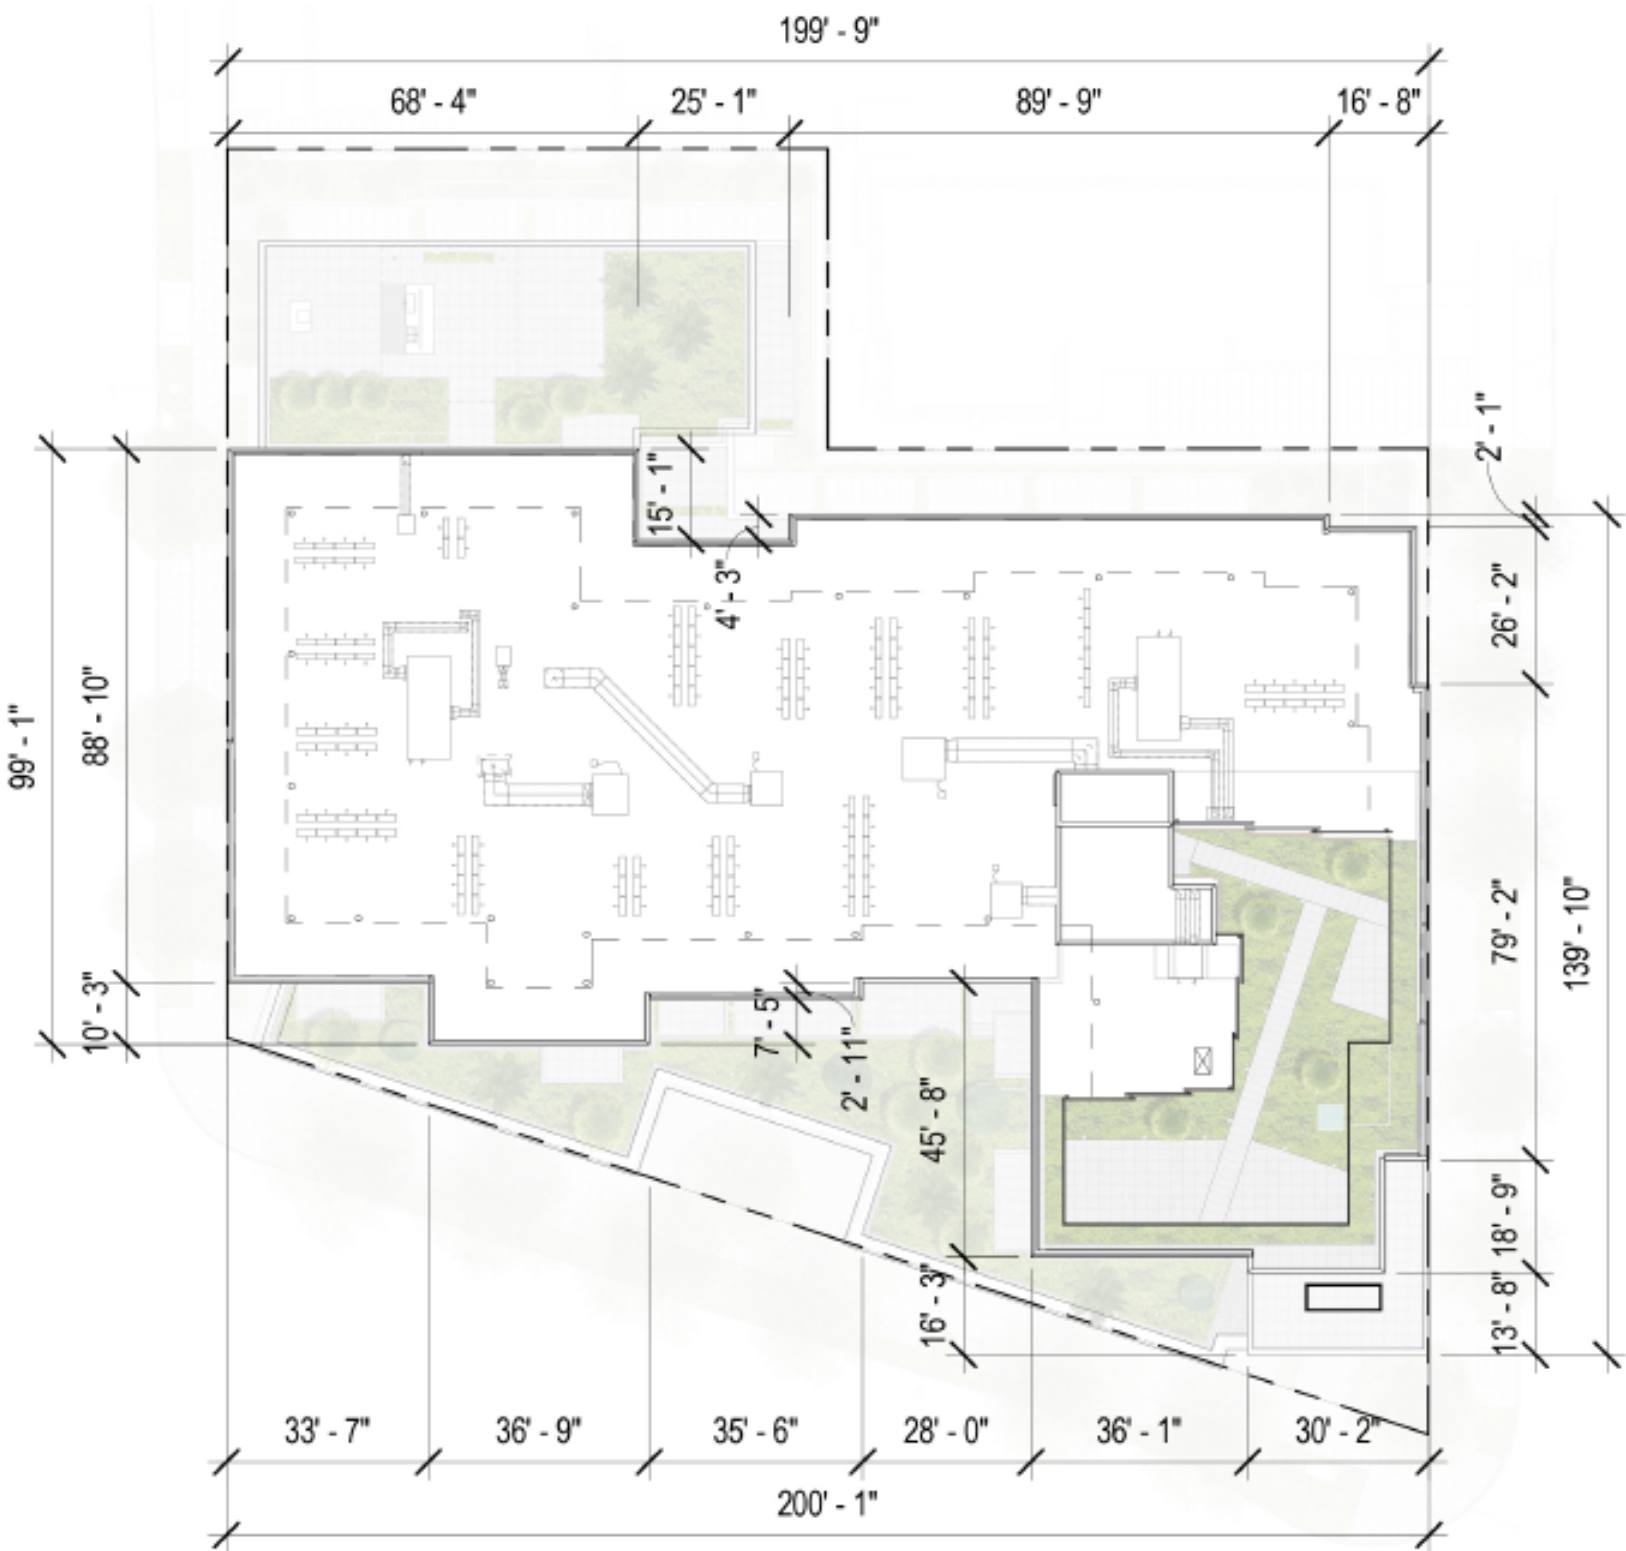 199' - 9"
68' - 4"
25' - 1"
89' - 9"
16' - 8"
2' - 1"
15' - 1"
4' - 3"
26' - 2"
99' - 1"
88' - 10"
79' - 2"
139' - 10"
10' - 3"
7' - 5"
2' - 11"
45' - 8"
18' - 9"
16' - 3"
13' - 8"
33' - 7"
36' - 9"
35' - 6"
28' - 0"
36' - 1"
30' - 2"
200' - 1"